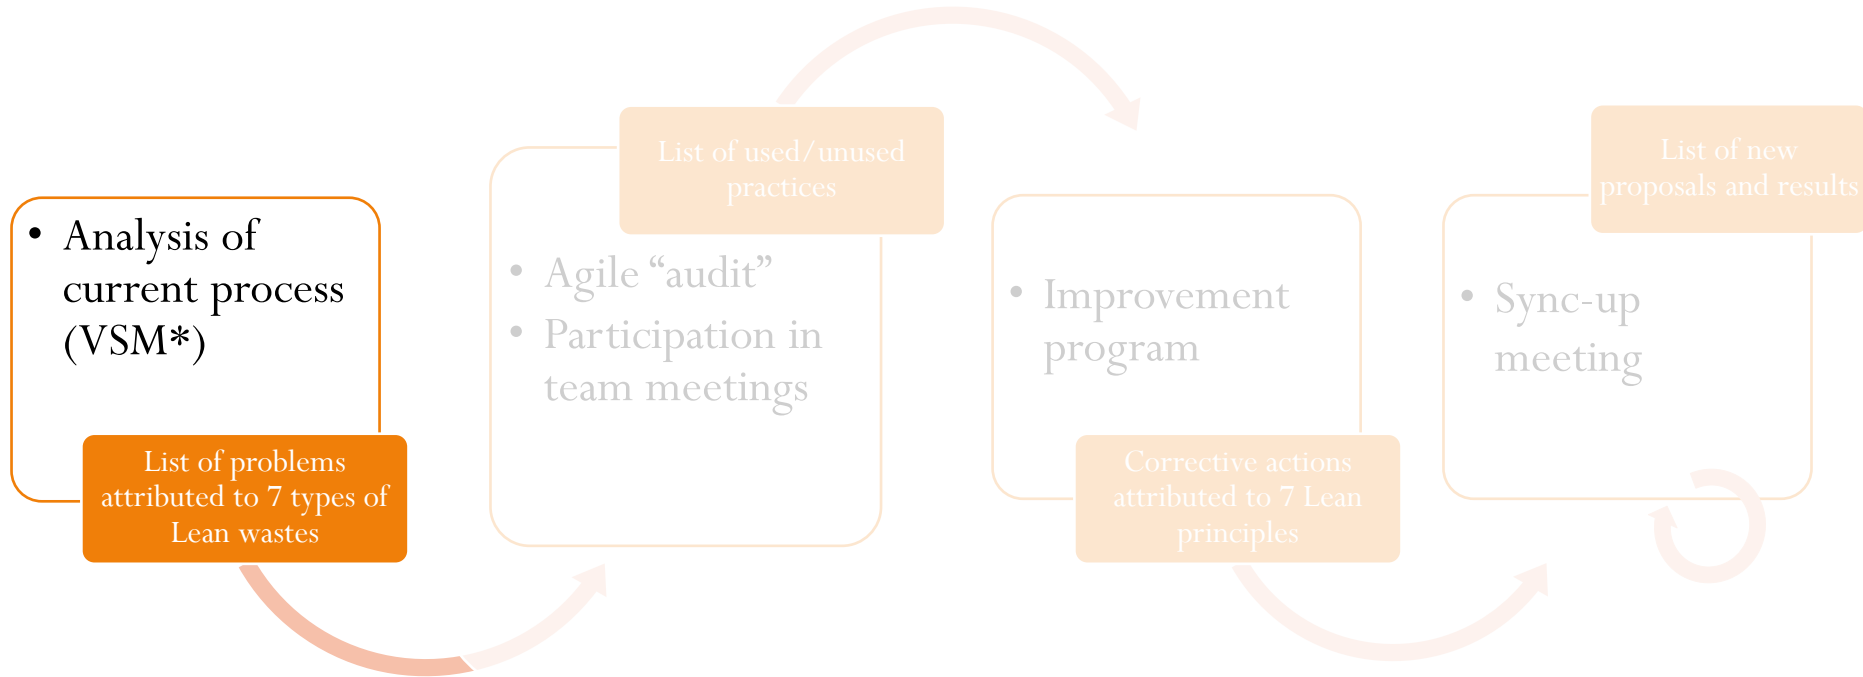 • Analysis of
current process
(VSM*)
List of problems
attributed to 7 types of
Lean wastes
List of used/unused
practices
• Agile “audit”
• Participation in
team meetings
• Improvement
program
Corrective actions
attributed to 7 Lean
principles
List of new
proposals and results
• Sync-up
meeting